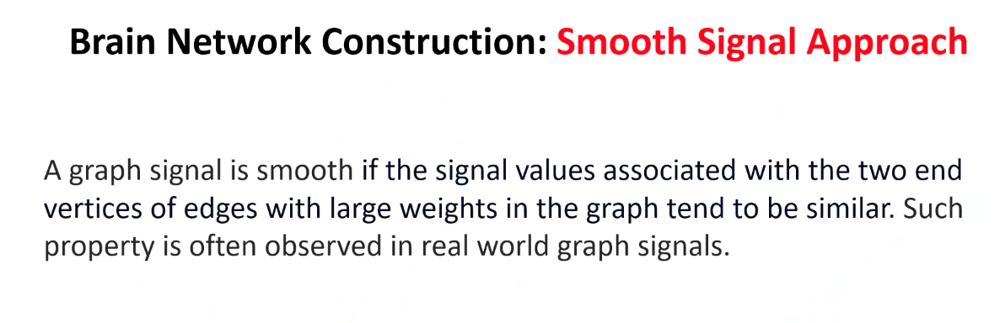 Brain Network Construction: Smooth Signal Approach
A graph signal is smooth if the signal values associated with the two end
vertices of edges with large weights in the graph tend to be similar. Such
property is often observed in real world graph signals.